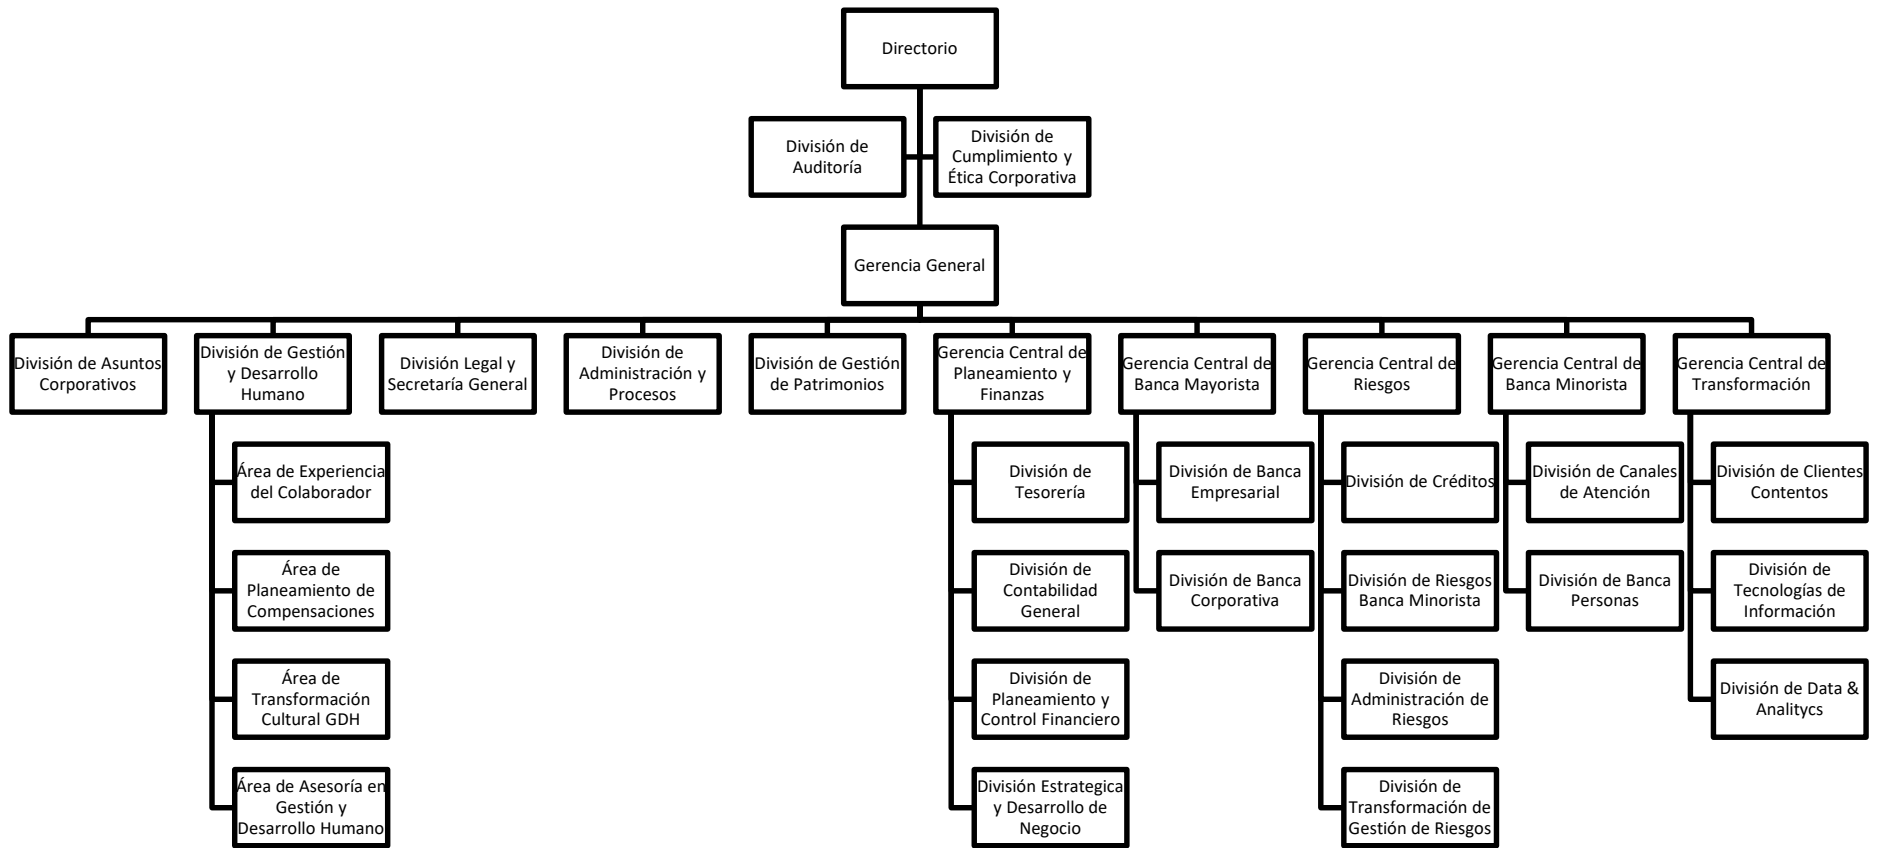 Directorio
División de
Auditoría
División de
Cumplimiento y
Ética Corporativa
Gerencia General
División de Asuntos
Corporativos
División de Gestión
y Desarrollo
Humano
División Legal y
Secretaría General
División de
Administración y
Procesos
División de Gestión
de Patrimonios
Gerencia Central de
Planeamiento y
Finanzas
Gerencia Central de
Banca Mayorista
Gerencia Central de
Riesgos
Gerencia Central de
Banca Minorista
Gerencia Central de
Transformación
Área de Experiencia
del Colaborador
Área de
Planeamiento de
Compensaciones
Área de
Transformación
Cultural GDH
Área de Asesoría en
Gestión y
Desarrollo Humano
División de
Tesorería
División de
Contabilidad
General
División de
Planeamiento y
Control Financiero
División Estrategica
y Desarrollo de
Negocio
División de Banca
Empresarial
División de Banca
Corporativa
División de Créditos
División de Riesgos
Banca Minorista
División de
Administración de
Riesgos
División de
Transformación de
Gestión de Riesgos
División de Canales
de Atención
División de Banca
Personas
División de Clientes
Contentos
División de
Tecnologías de
Información
División de Data &
Analitycs